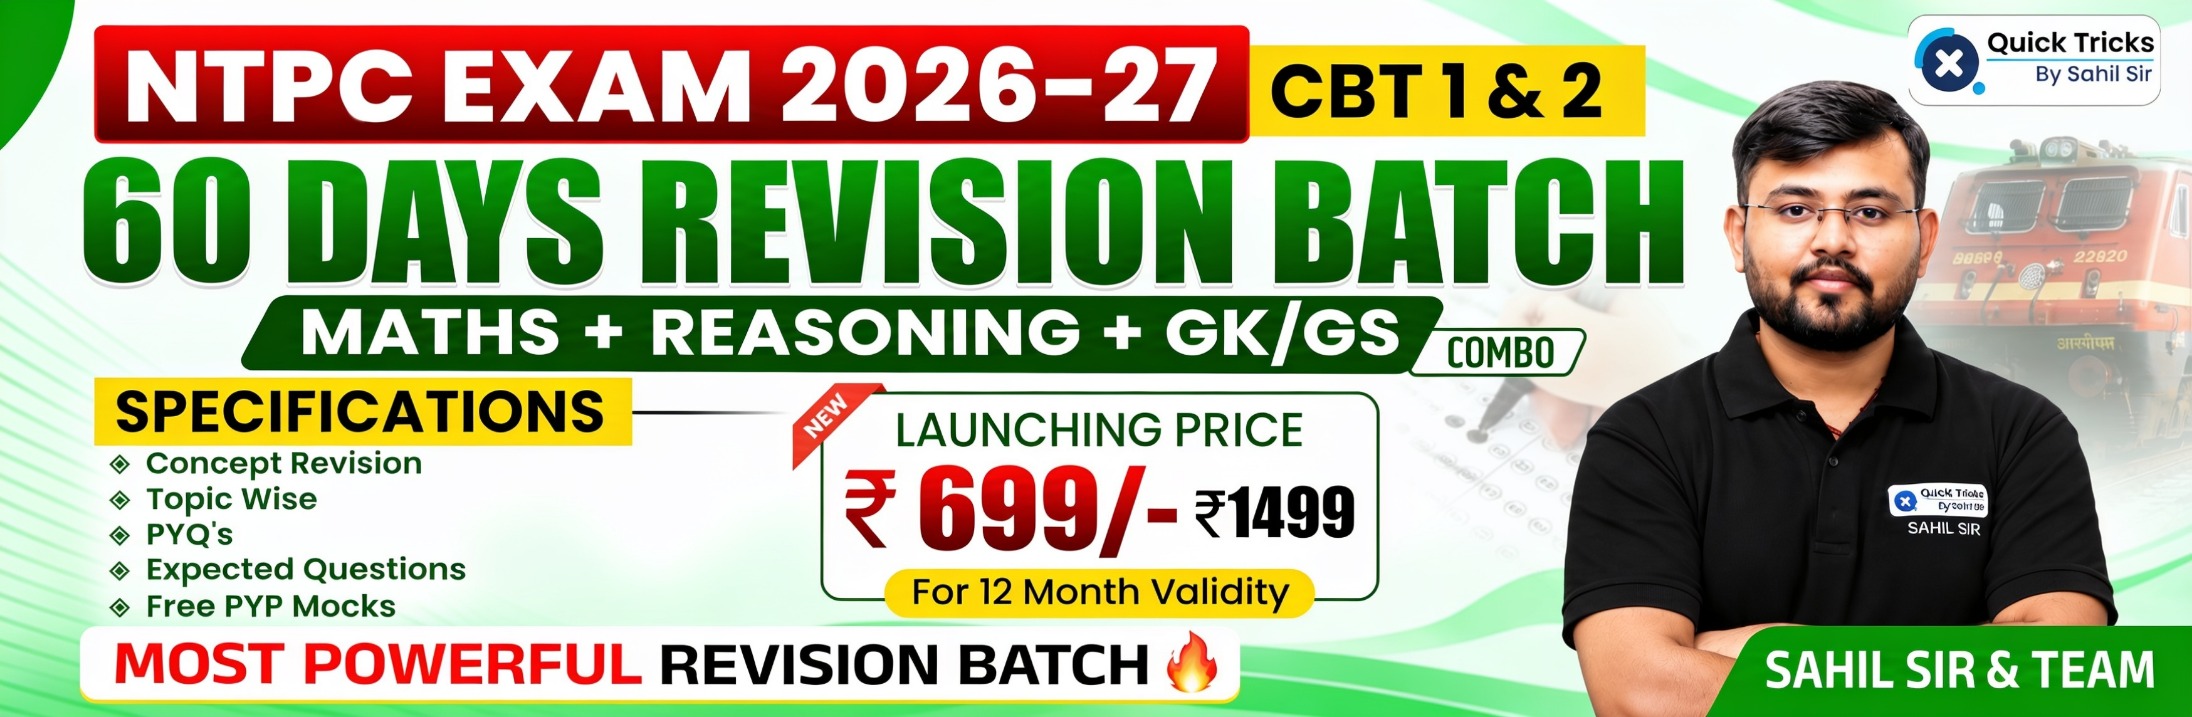 NTPC EXAM 2026-27
CBT 1 & 2
Quick Tricks
By Sahil Sir
60 DAYS REVISION BATCH
MATHS + REASONING + GK/GS
COMBO
SPECIFICATIONS
Concept Revision
Topic Wise
PYQ's
Expected Questions
Free PYP Mocks
NEW
LAUNCHING PRICE
₹ 699/- ₹1499
For 12 Month Validity
MOST POWERFUL REVISION BATCH
22920
SAHIL SIR
SAHIL SIR & TEAM